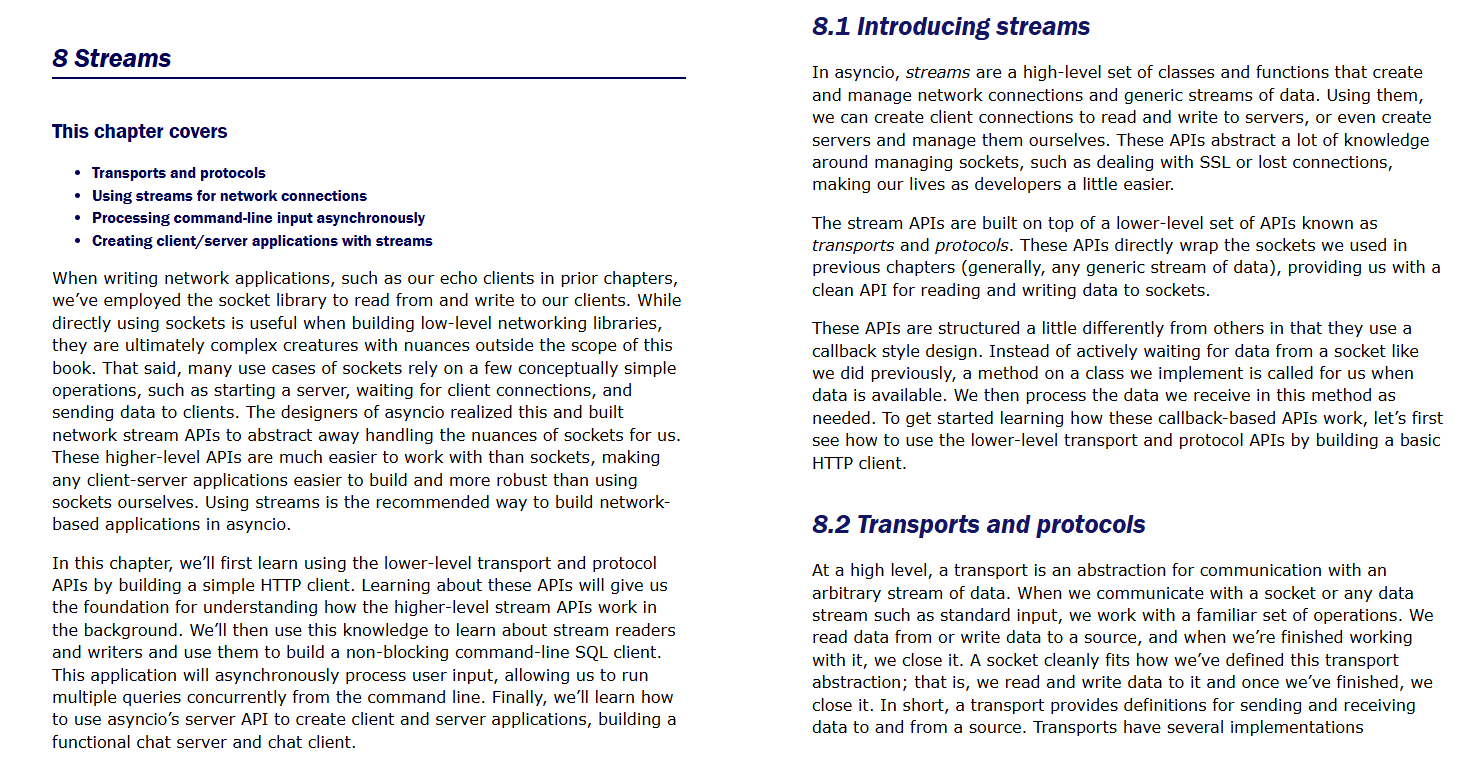 8 Streams
This chapter covers
• Transports and protocols
• Using streams for network connections
• Processing command-line input asynchronously
• Creating client/server applications with streams
When writing network applications, such as our echo clients in prior chapters,
we’ve employed the socket library to read from and write to our clients. While
directly using sockets is useful when building low-level networking libraries,
they are ultimately complex creatures with nuances outside the scope of this
book. That said, many use cases of sockets rely on a few conceptually simple
operations, such as starting a server, waiting for client connections, and
sending data to clients. The designers of asyncio realized this and built
network stream APIs to abstract away handling the nuances of sockets for us.
These higher-level APIs are much easier to work with than sockets, making
any client-server applications easier to build and more robust than using
sockets ourselves. Using streams is the recommended way to build network-
based applications in asyncio.
In this chapter, we’ll first learn using the lower-level transport and protocol
APIs by building a simple HTTP client. Learning about these APIs will give us
the foundation for understanding how the higher-level stream APIs work in
the background. We’ll then use this knowledge to learn about stream readers
and writers and use them to build a non-blocking command-line SQL client.
This application will asynchronously process user input, allowing us to run
multiple queries concurrently from the command line. Finally, we’ll learn how
to use asyncio’s server API to create client and server applications, building a
functional chat server and chat client.
8.1 Introducing streams
In asyncio, streams are a high-level set of classes and functions that create
and manage network connections and generic streams of data. Using them,
we can create client connections to read and write to servers, or even create
servers and manage them ourselves. These APIs abstract a lot of knowledge
around managing sockets, such as dealing with SSL or lost connections,
making our lives as developers a little easier.
The stream APIs are built on top of a lower-level set of APIs known as
transports and protocols. These APIs directly wrap the sockets we used in
previous chapters (generally, any generic stream of data), providing us with a
clean API for reading and writing data to sockets.
These APIs are structured a little differently from others in that they use a
callback style design. Instead of actively waiting for data from a socket like
we did previously, a method on a class we implement is called for us when
data is available. We then process the data we receive in this method as
needed. To get started learning how these callback-based APIs work, let’s first
see how to use the lower-level transport and protocol APIs by building a basic
HTTP client.
8.2 Transports and protocols
At a high level, a transport is an abstraction for communication with an
arbitrary stream of data. When we communicate with a socket or any data
stream such as standard input, we work with a familiar set of operations. We
read data from or write data to a source, and when we’re finished working
with it, we close it. A socket cleanly fits how we’ve defined this transport
abstraction; that is, we read and write data to it and once we’ve finished, we
close it. In short, a transport provides definitions for sending and receiving
data to and from a source. Transports have several implementations